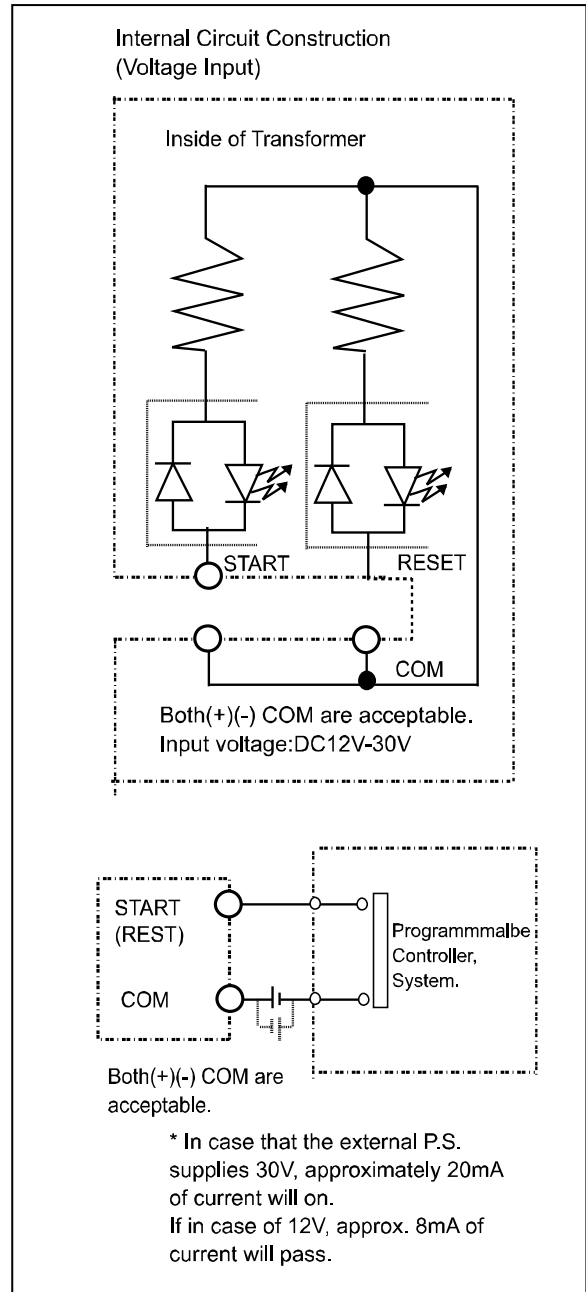 Internal Circuit Construction
(Voltage Input)
Inside of Transformer
START
RESET
COM
Both(+)(-) COM are acceptable.
Input voltage:DC12V-30V
START
(REST)
COM
Programmmalbe
Controller,
System.
Both(+)(-) COM are
acceptable.
* In case that the external P.S.
supplies 30V, approximately 20mA
of current will on.
If in case of 12V, approx. 8mA of
current will pass.